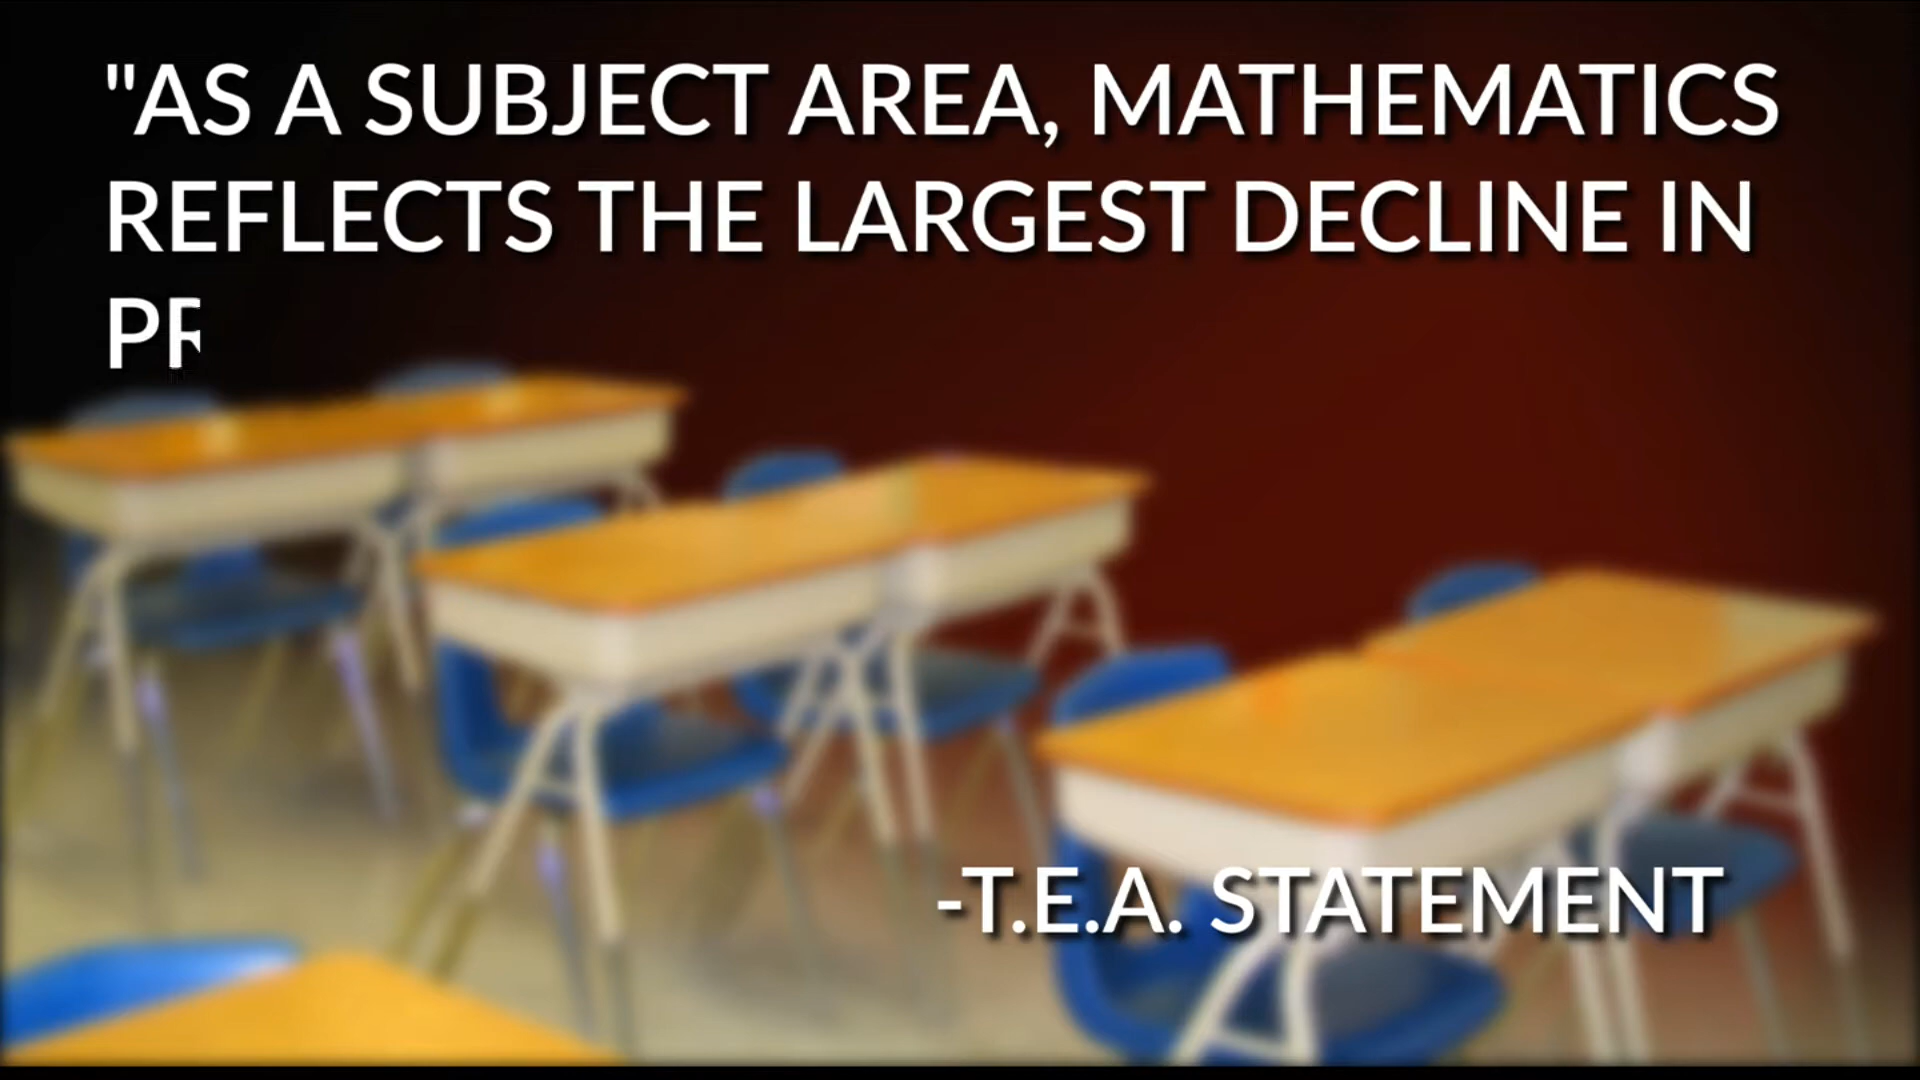 "AS A SUBJECT AREA, MATHEMATICS
REFLECTS THE LARGEST DECLINE IN
-T.E.A. STATEMENT